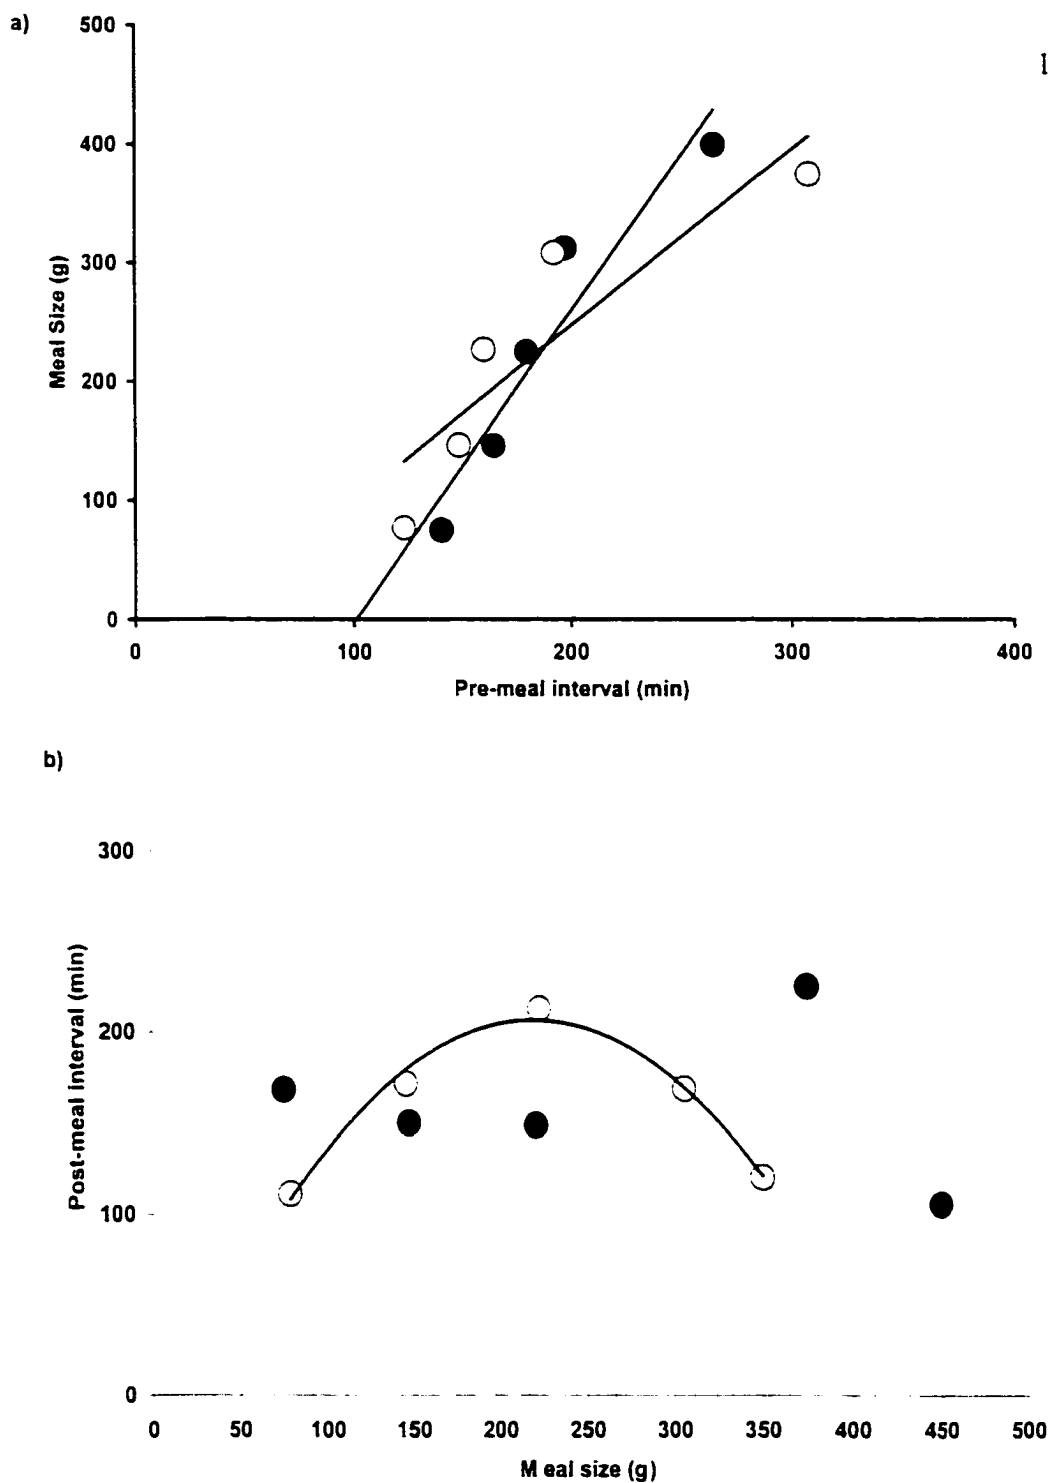 a)
500
400
300
200
100
0
Meal Size (g)
0 100 200 300 400
Pre-meal interval (min)
b)
300
200
100
0
Post-meal interval (min)
0 50 100 150 200 250 300 350 400 450 500
M eal size (g)